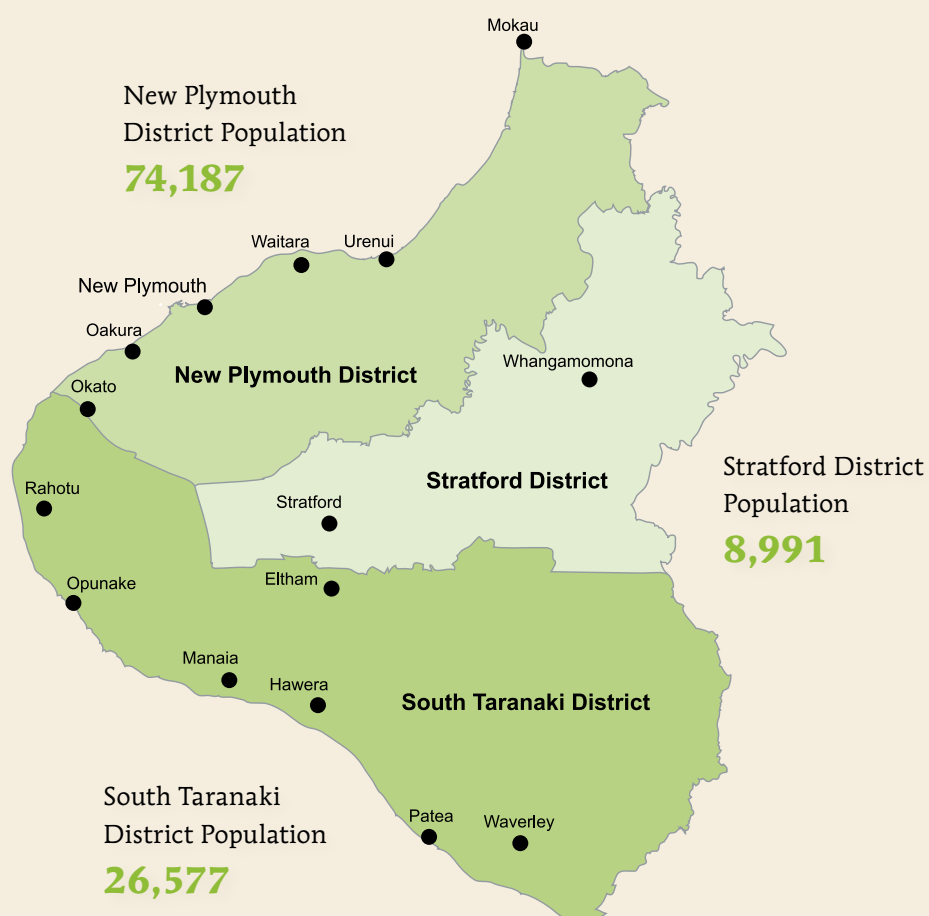 Mokau
New Plymouth
District Population
74,187
Waitara
Urenui
New Plymouth
Oakura
New Plymouth District
Whangamomona
Okato
Stratford District
Population
8,991
Stratford District
Rahotu
Stratford
Eltham
Opunake
Manaia
Hawera
South Taranaki District
South Taranaki
District Population
26,577
Patea
Waverley